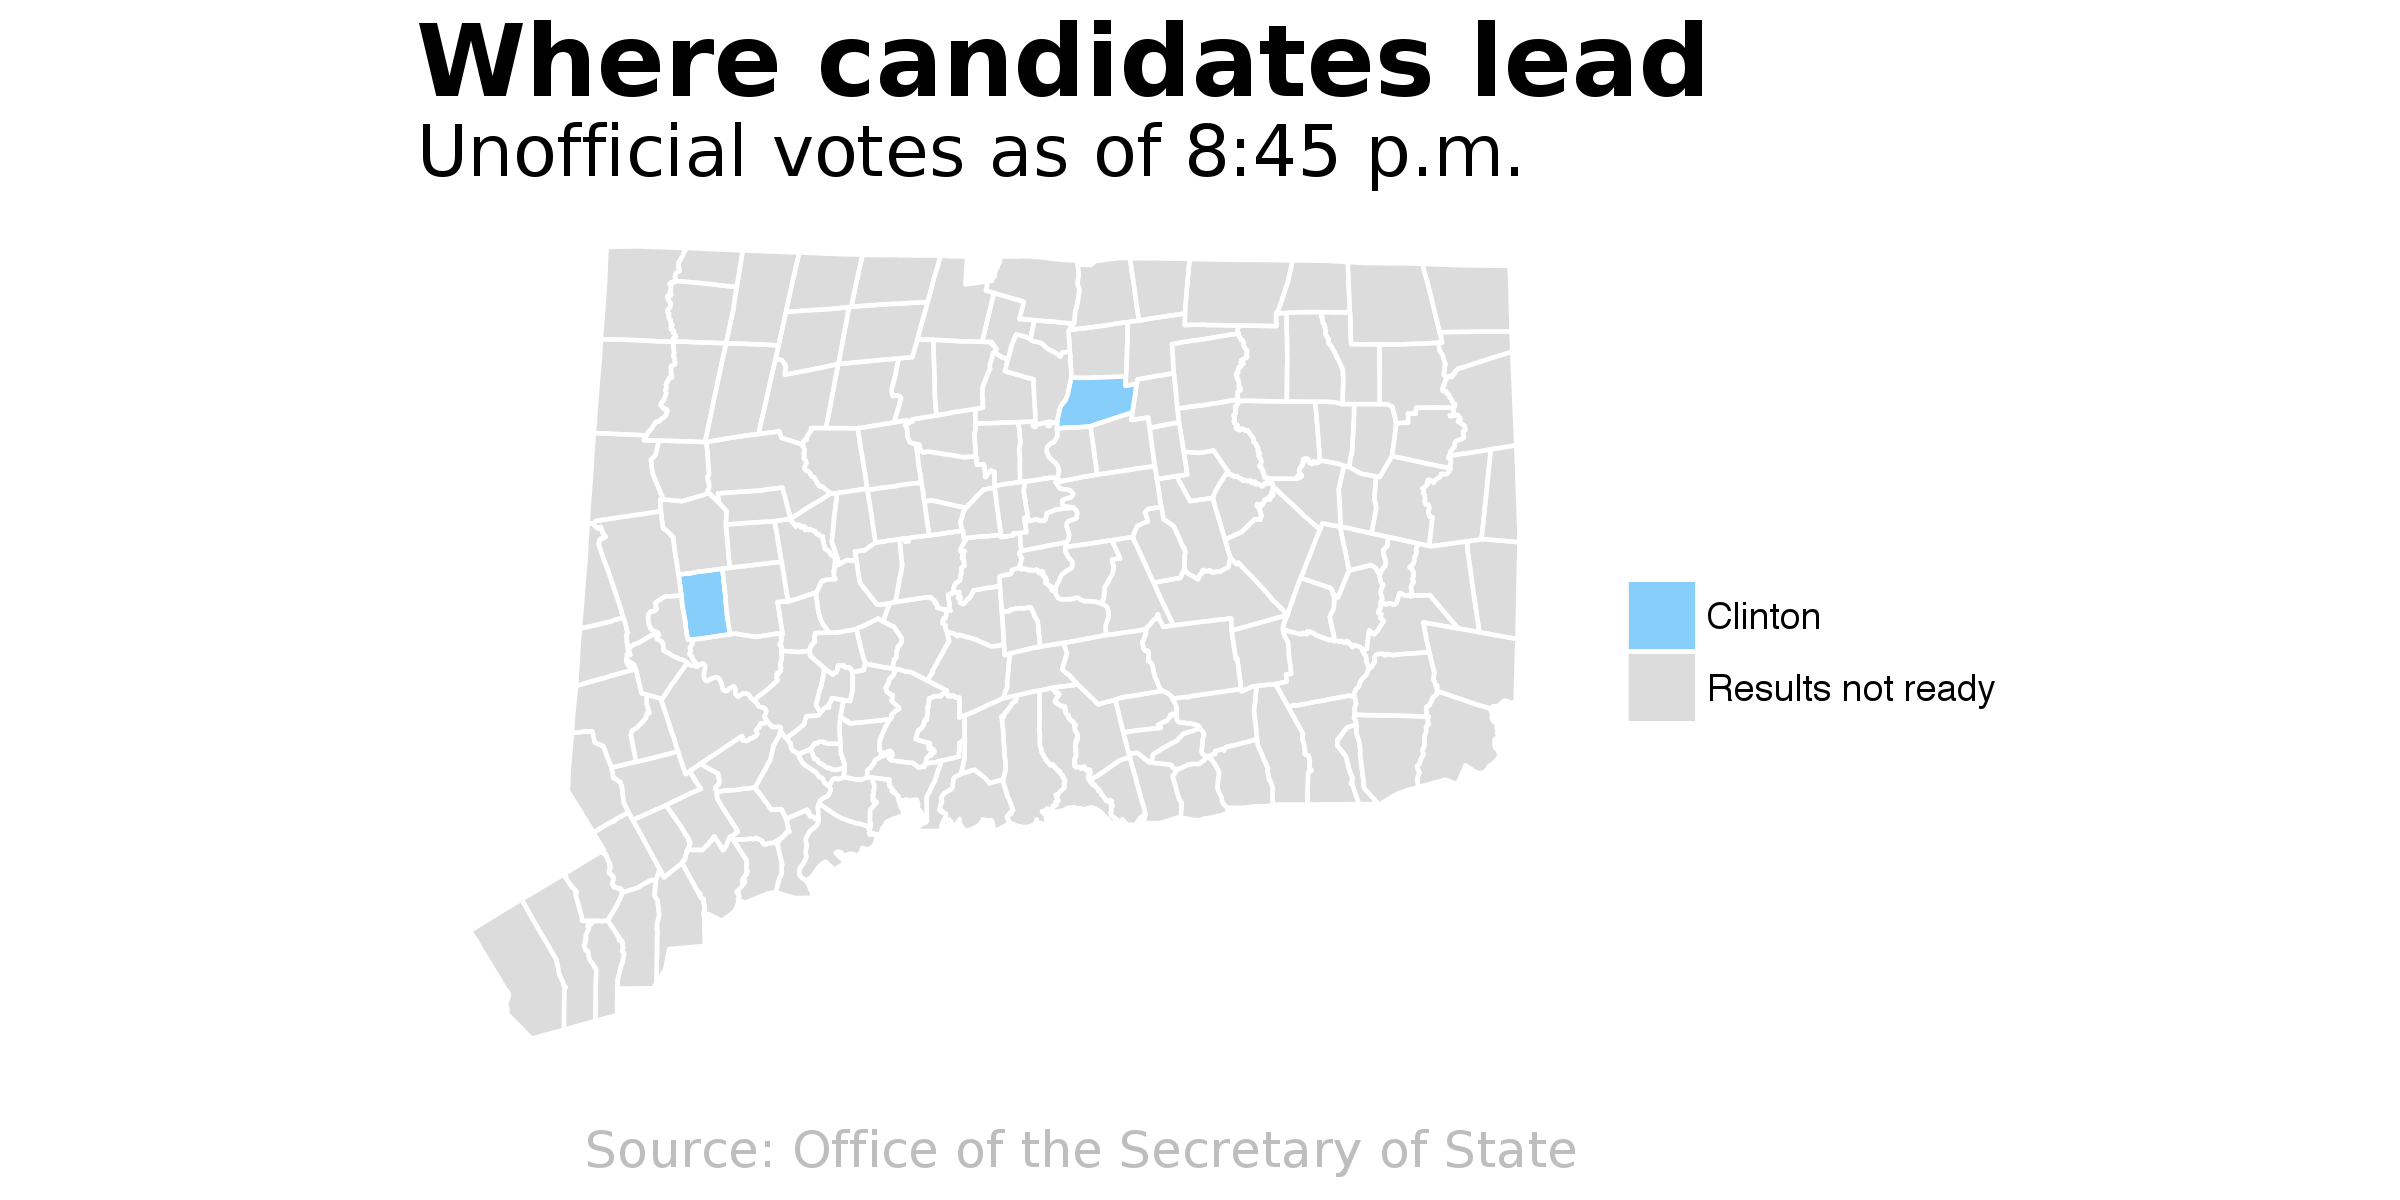 Where candidates lead
Unofficial votes as of 8:45 p.m.
Clinton
Results not ready
Source: Office of the Secretary of State